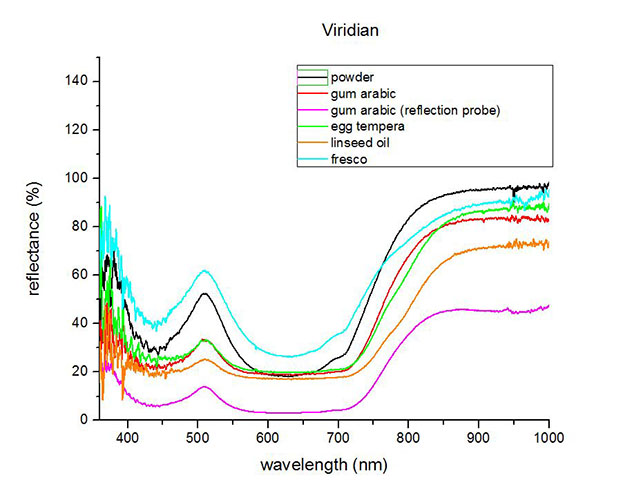 Viridian
powder
gum arabic
gum arabic (reflection probe)
egg tempera
linseed oil
fresco
reflectance (%)
140
120
100
80
60
40
20
0
400 500 600 700 800 900 1000
wavelength (nm)